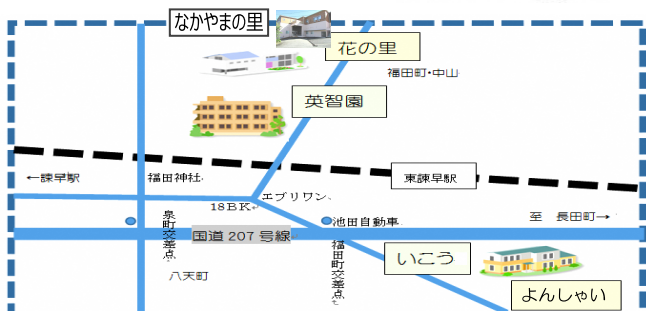 なかやまの里
花の里
福田町・中山
英智園
←諫早駅
福田神社
東諫早駅
エブリワン
18BK
泉町交差点
池田自動車
至 長田町→
国道207号線
福田町交差点
いこう
八天町
よんしゃい